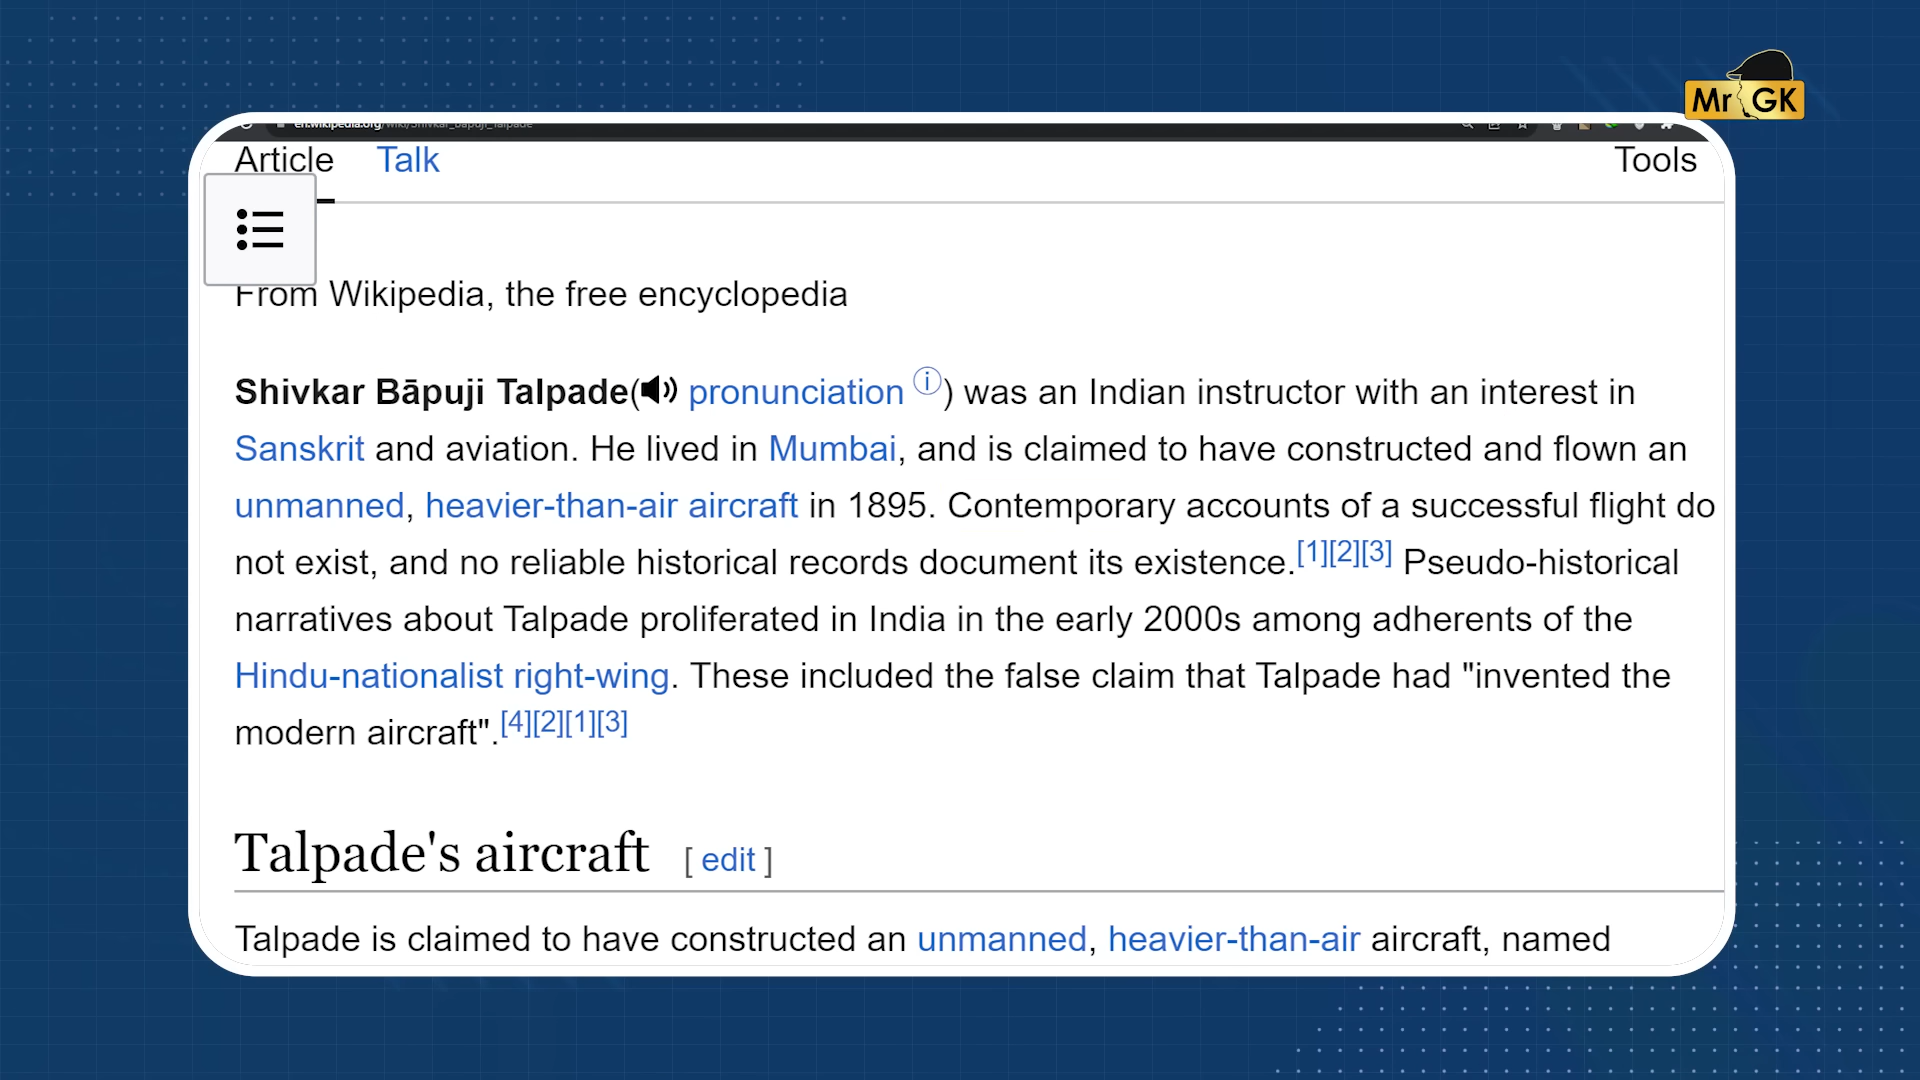 Mr GK
en.wikipedia.org/wiki/Shivkar_Bāpuji_Talpade
Article Talk Tools
From Wikipedia, the free encyclopedia
Shivkar Bāpuji Talpade( pronunciation ⓘ) was an Indian instructor with an interest in
Sanskrit and aviation. He lived in Mumbai, and is claimed to have constructed and flown an
unmanned, heavier-than-air aircraft in 1895. Contemporary accounts of a successful flight do
not exist, and no reliable historical records document its existence.[1][2][3] Pseudo-historical
narratives about Talpade proliferated in India in the early 2000s among adherents of the
Hindu-nationalist right-wing. These included the false claim that Talpade had "invented the
modern aircraft".[4][2][1][3]
Talpade's aircraft [ edit ]
Talpade is claimed to have constructed an unmanned, heavier-than-air aircraft, named